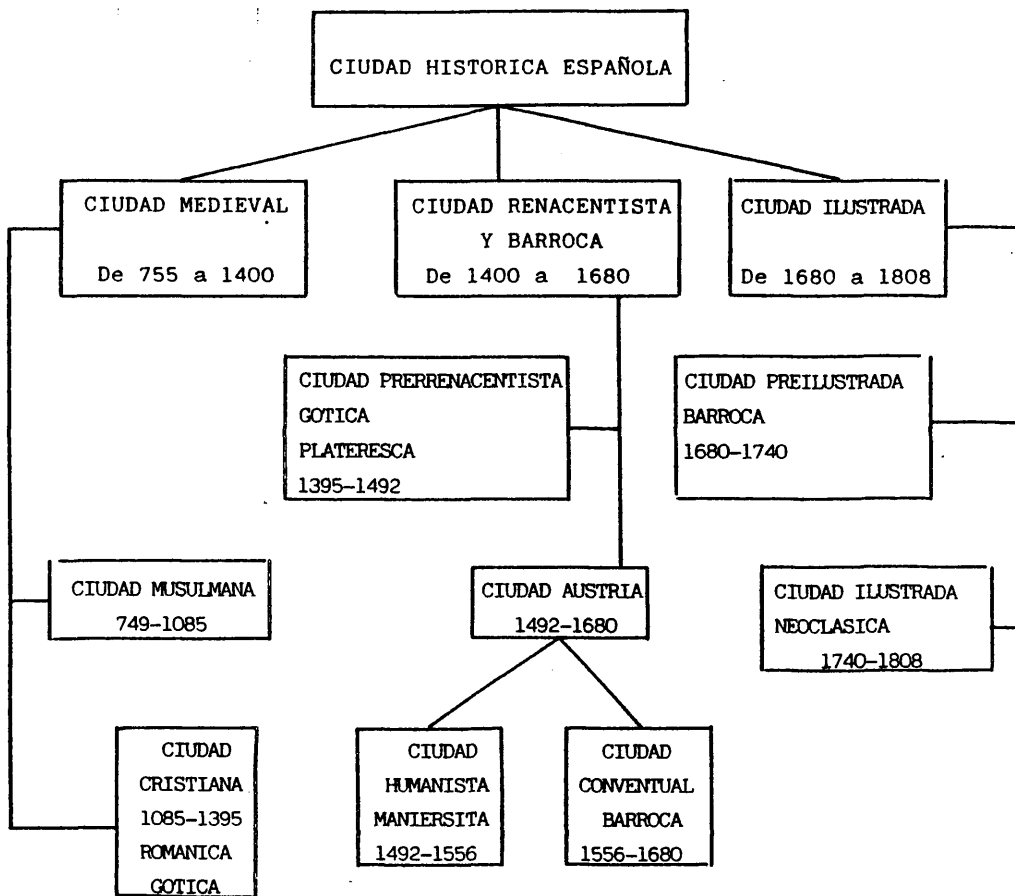 CIUDAD HISTORICA ESPAÑOLA
CIUDAD MEDIEVAL
De 755 a 1400
CIUDAD RENACENTISTA
Y BARROCA
De 1400 a 1680
CIUDAD ILUSTRADA
De 1680 a 1808
CIUDAD PRERRENACENTISTA
GOTICA
PLATERESCA
1395-1492
CIUDAD PREILUSTRADA
BARROCA
1680-1740
CIUDAD MUSULMANA
749-1085
CIUDAD AUSTRIA
1492-1680
CIUDAD ILUSTRADA
NEOCLASICA
1740-1808
CIUDAD
CRISTIANA
1085-1395
ROMANICA
GOTICA
CIUDAD
HUMANISTA
MANIERSITA
1492-1556
CIUDAD
CONVENTUAL
BARROCA
1556-1680